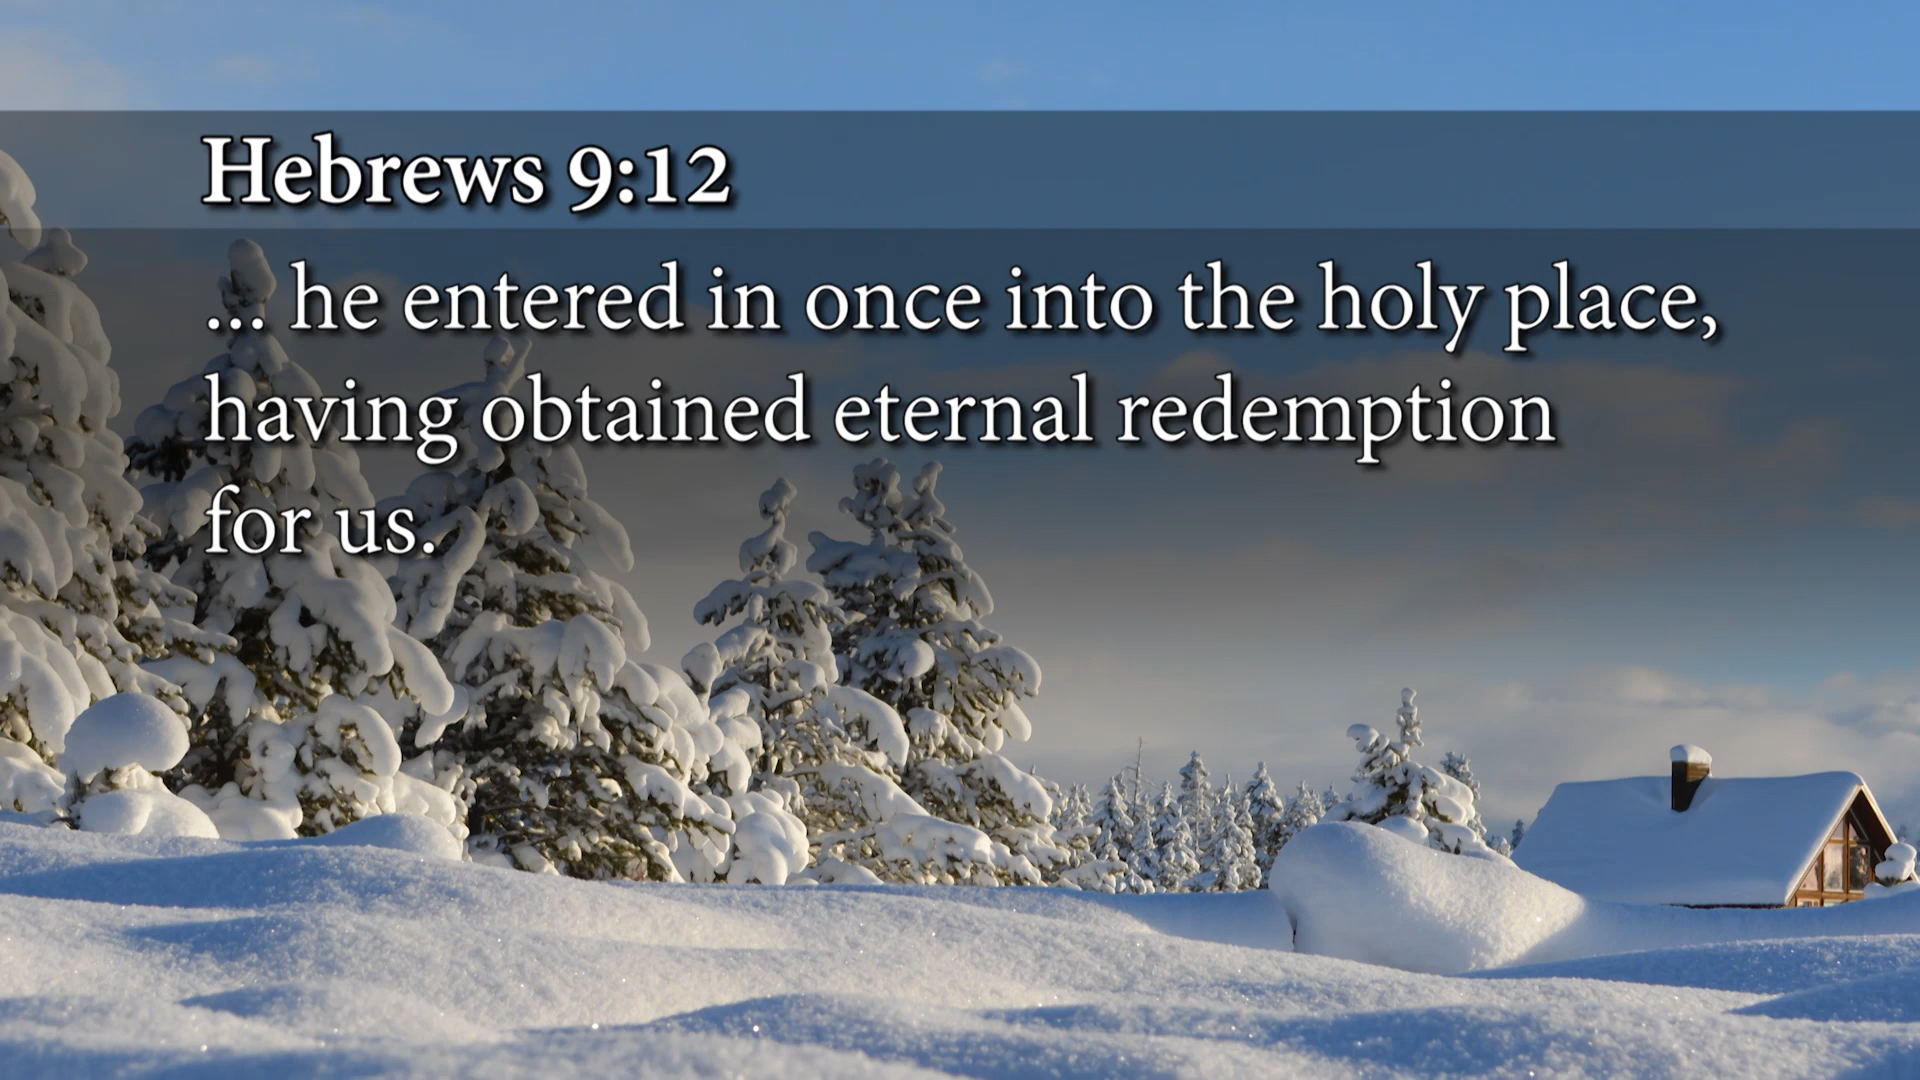 Hebrews 9:12
... he entered in once into the holy place,
having obtained eternal redemption
for us.